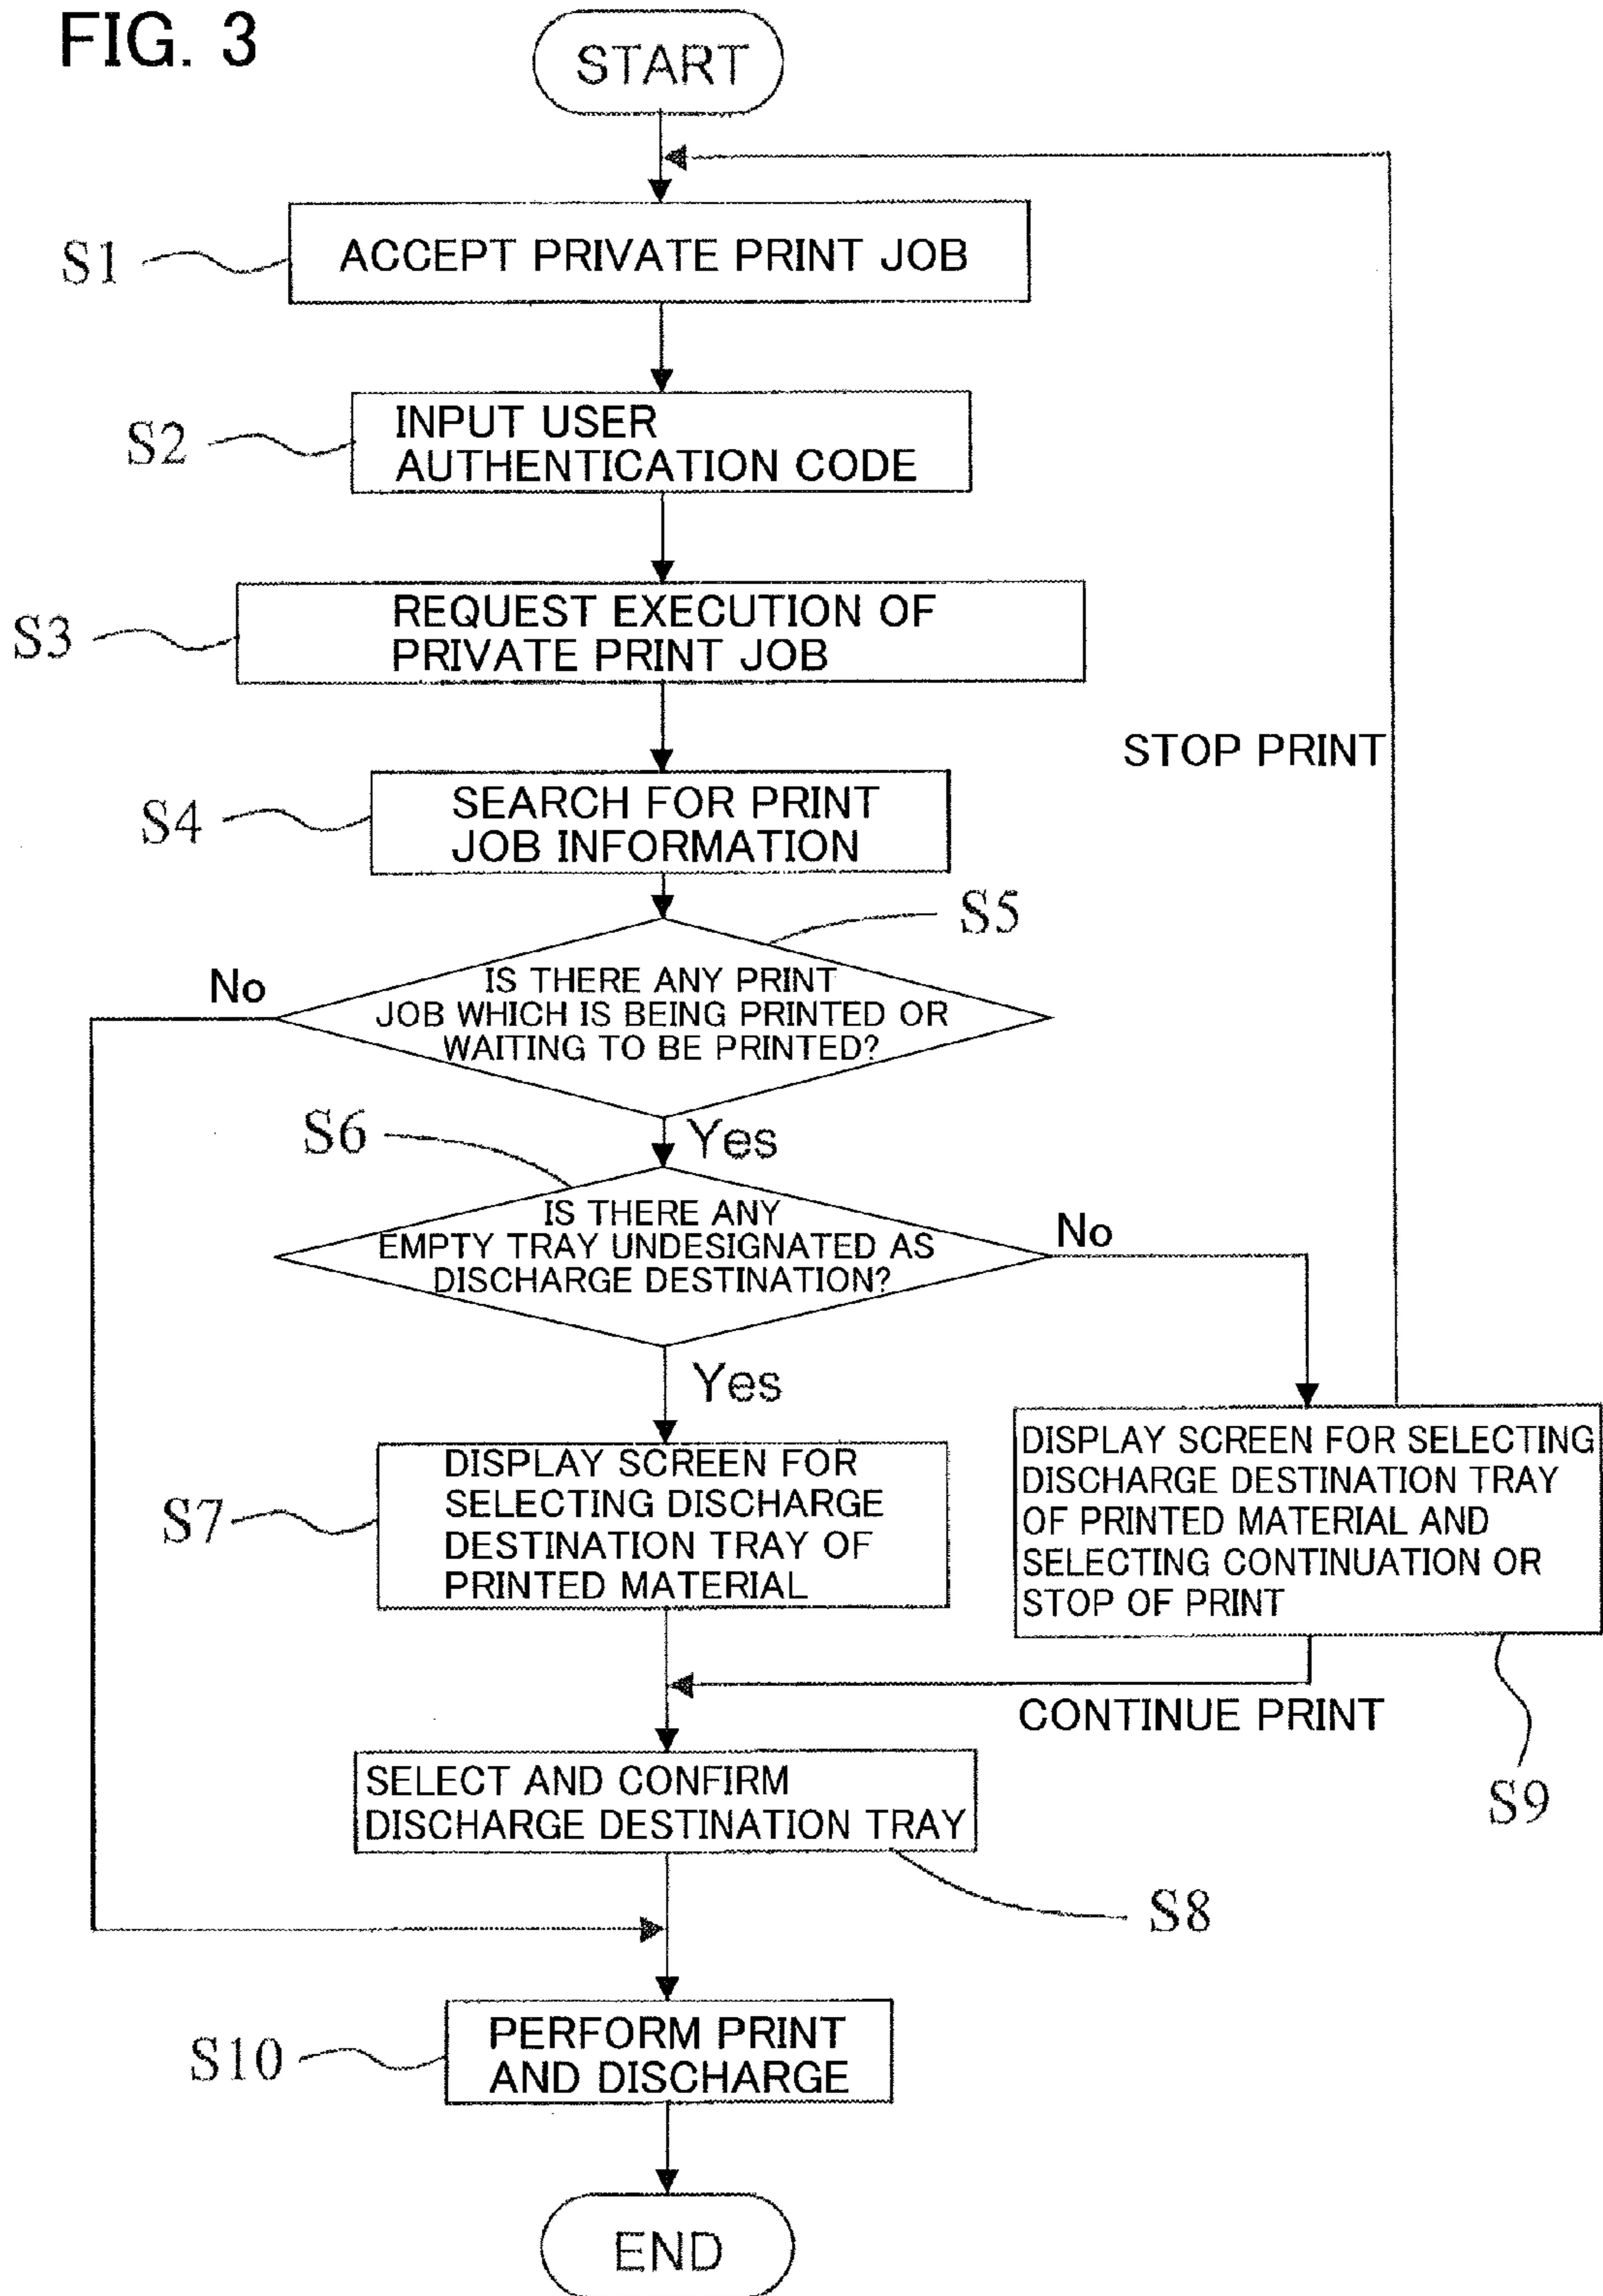 FIG. 3
START
S1
ACCEPT PRIVATE PRINT JOB
S2
INPUT USER
AUTHENTICATION CODE
S3
REQUEST EXECUTION OF
PRIVATE PRINT JOB
STOP PRINT
S4
SEARCH FOR PRINT
JOB INFORMATION
S5
No
IS THERE ANY PRINT
JOB WHICH IS BEING PRINTED OR
WAITING TO BE PRINTED?
S6
Yes
IS THERE ANY
EMPTY TRAY UNDESIGNATED AS
DISCHARGE DESTINATION?
No
Yes
S7
DISPLAY SCREEN FOR
SELECTING DISCHARGE
DESTINATION TRAY OF
PRINTED MATERIAL
DISPLAY SCREEN FOR SELECTING
DISCHARGE DESTINATION TRAY
OF PRINTED MATERIAL AND
SELECTING CONTINUATION OR
STOP OF PRINT
CONTINUE PRINT
S9
SELECT AND CONFIRM
DISCHARGE DESTINATION TRAY
S8
S10
PERFORM PRINT
AND DISCHARGE
END